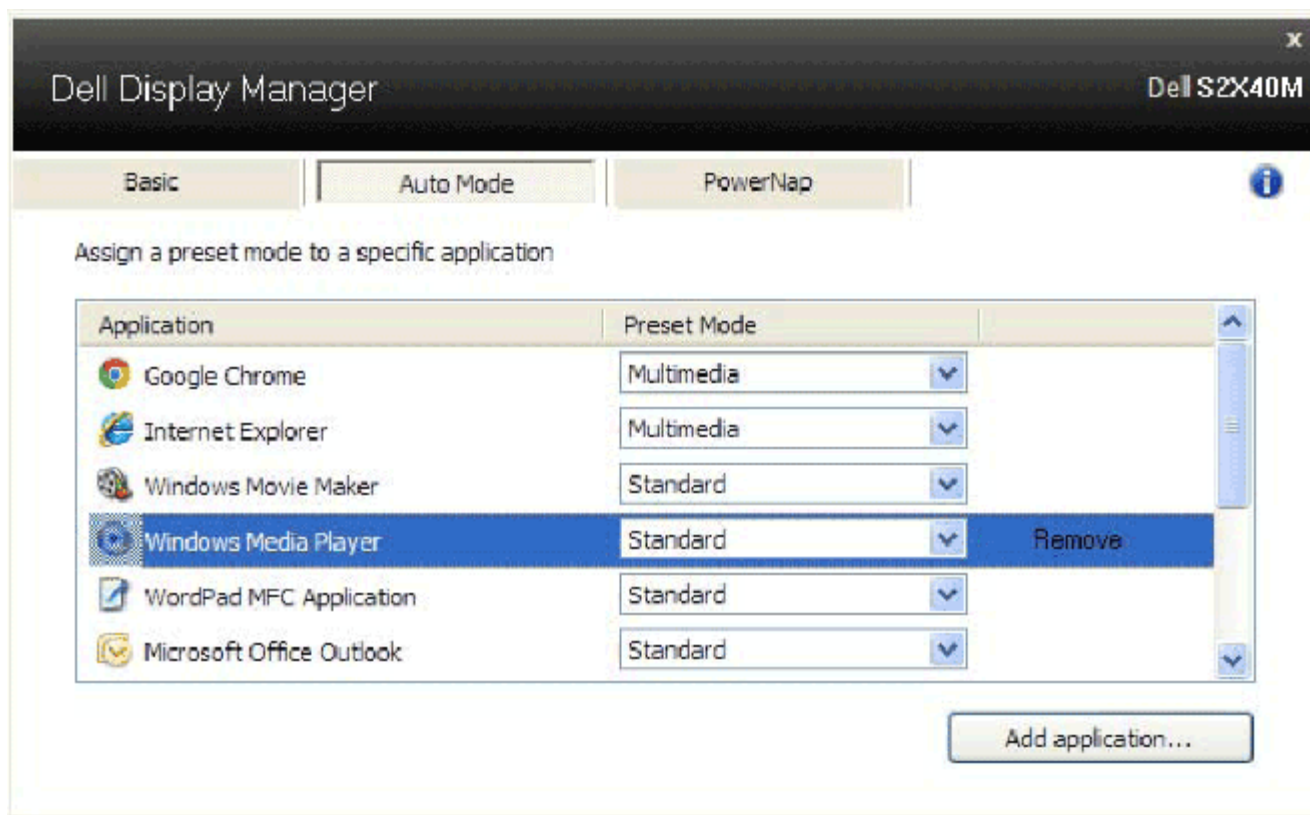 x
Dell Display Manager
Dell S2X40M
Basic
Auto Mode
PowerNap
i
Assign a preset mode to a specific application
Application
Preset Mode
Google Chrome
Multimedia
Internet Explorer
Multimedia
Windows Movie Maker
Standard
Windows Media Player
Standard
Remove
WordPad MFC Application
Standard
Microsoft Office Outlook
Standard
Add application...